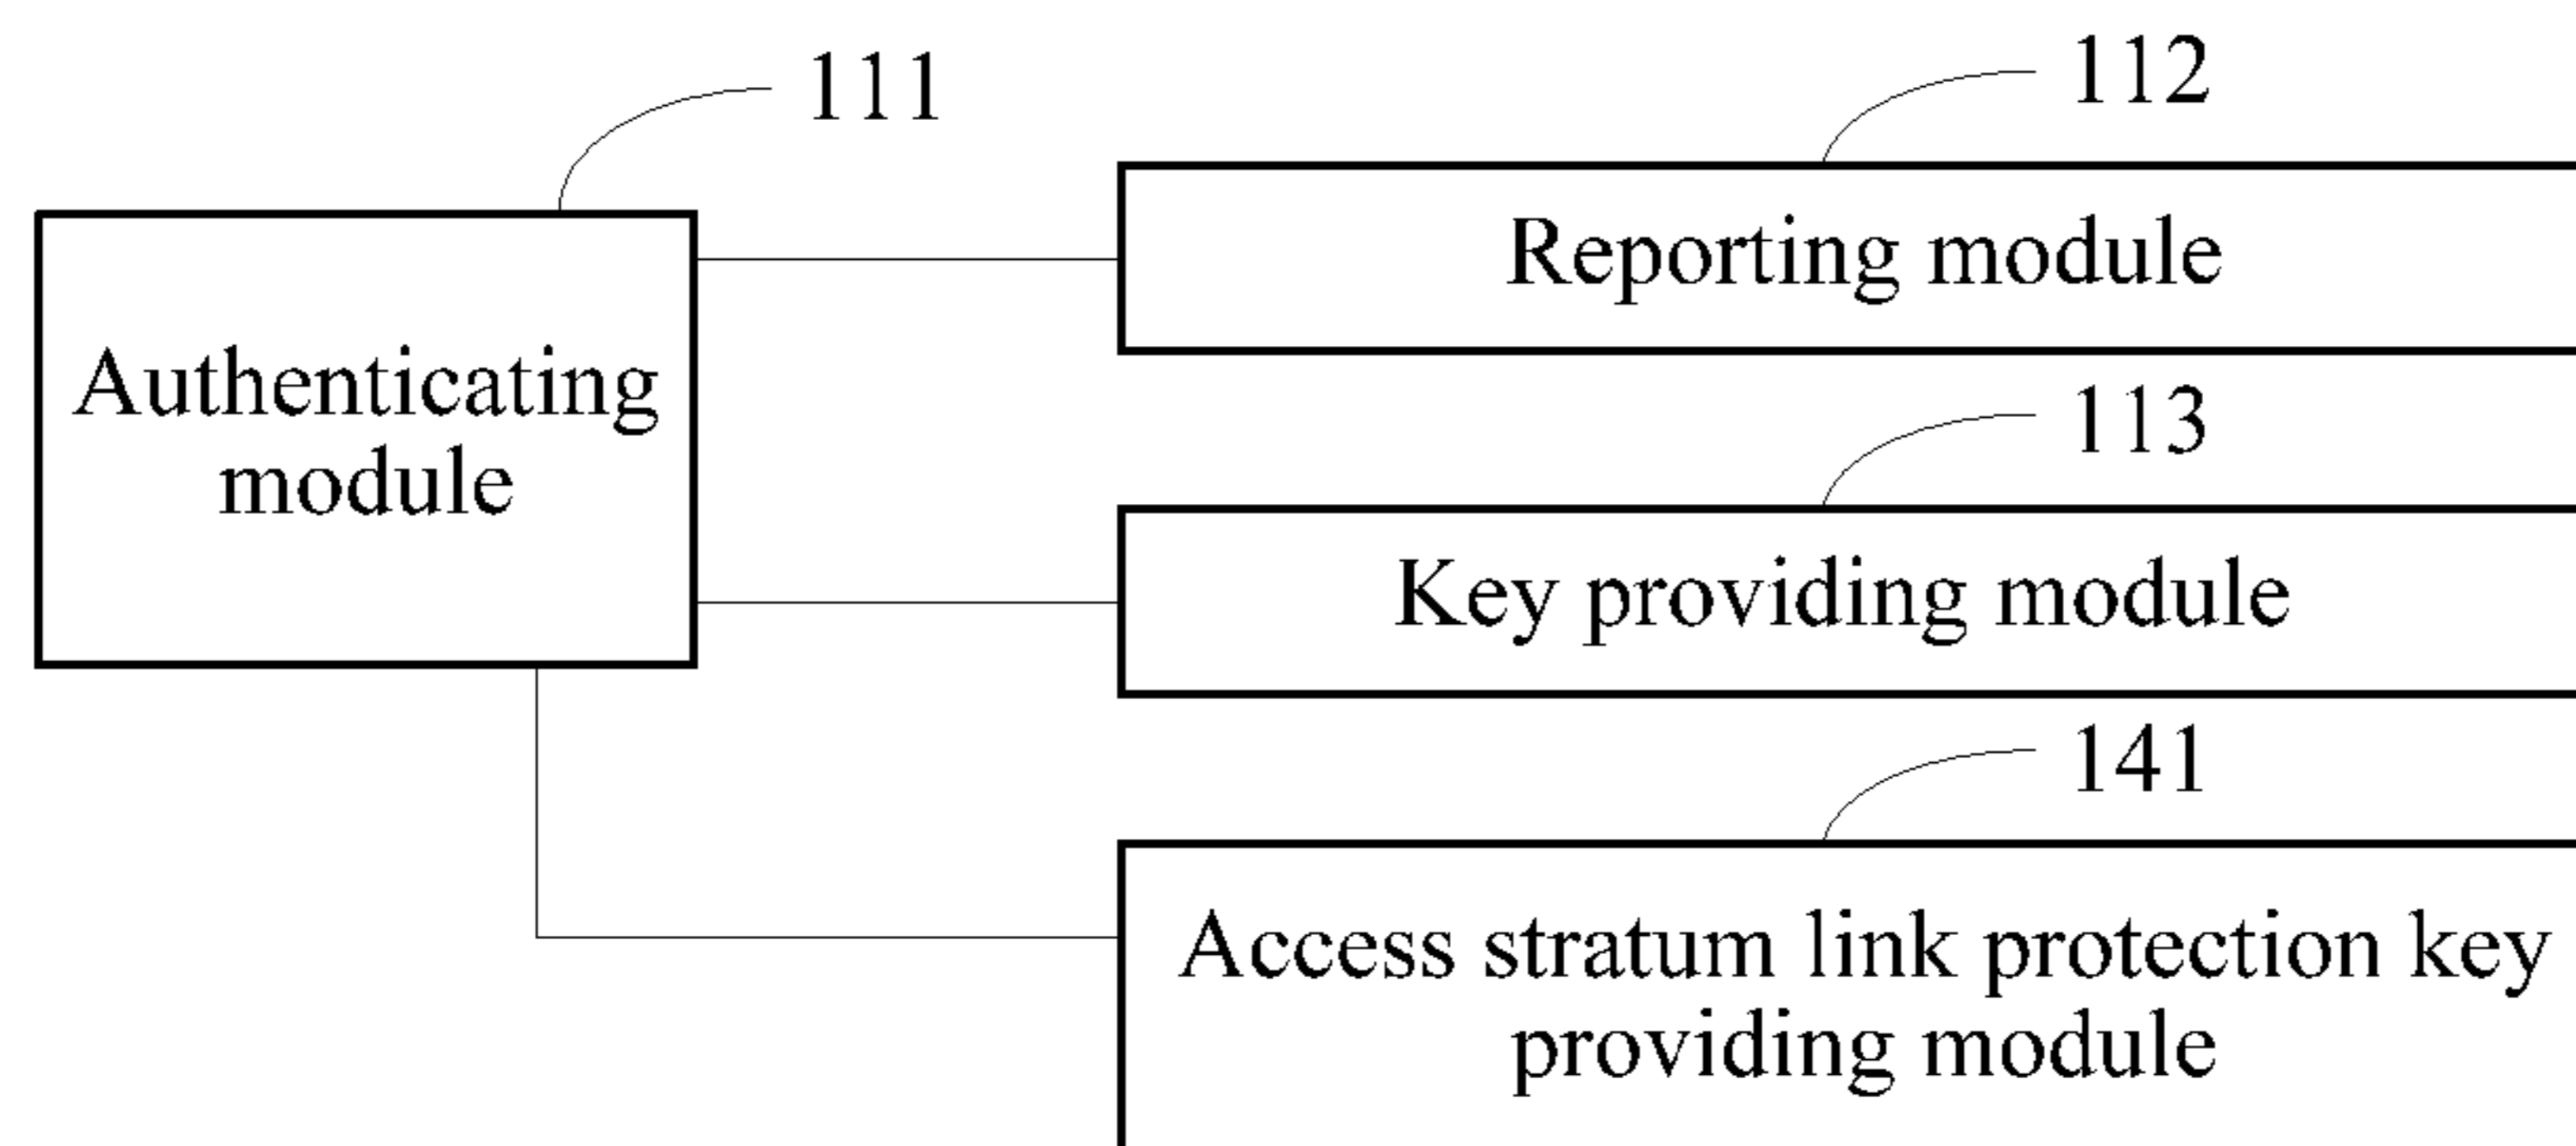 111
112
Reporting module
Authenticating
module
113
Key providing module
141
Access stratum link protection key
providing module